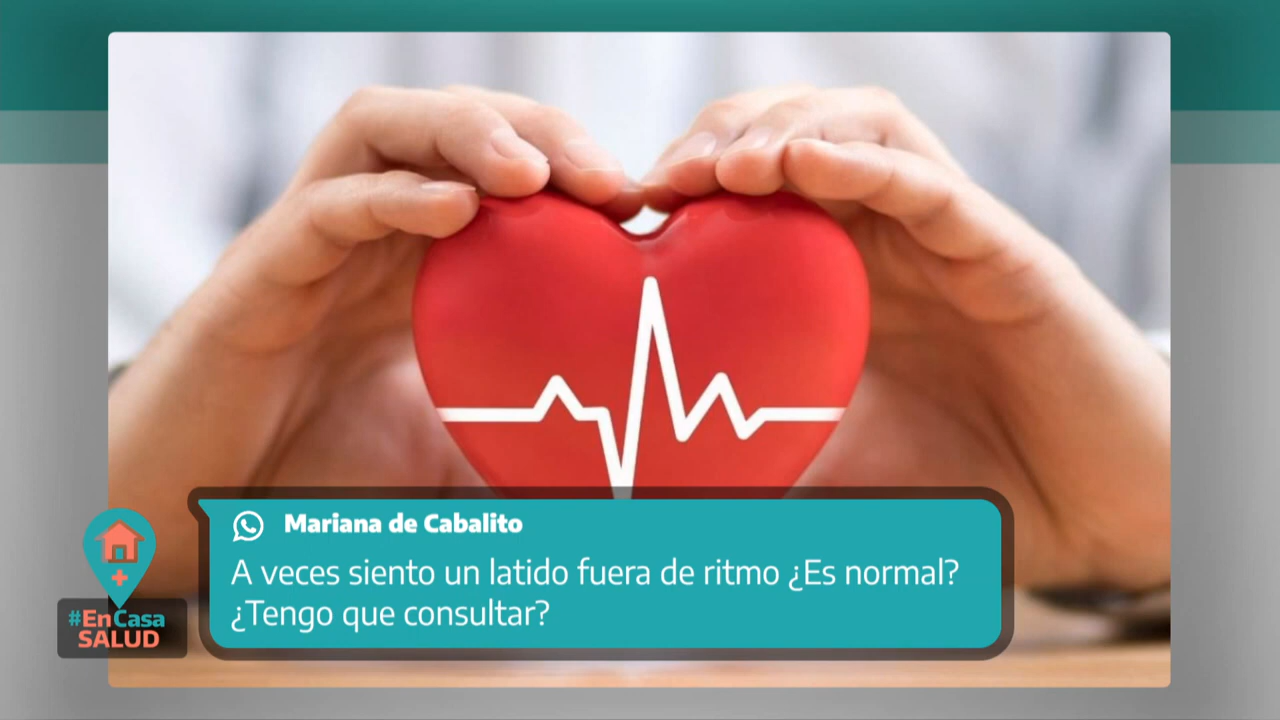 Mariana de Cabalito
A veces siento un latido fuera de ritmo ¿Es normal?
¿Tengo que consultar?
#EnCasa
SALUD